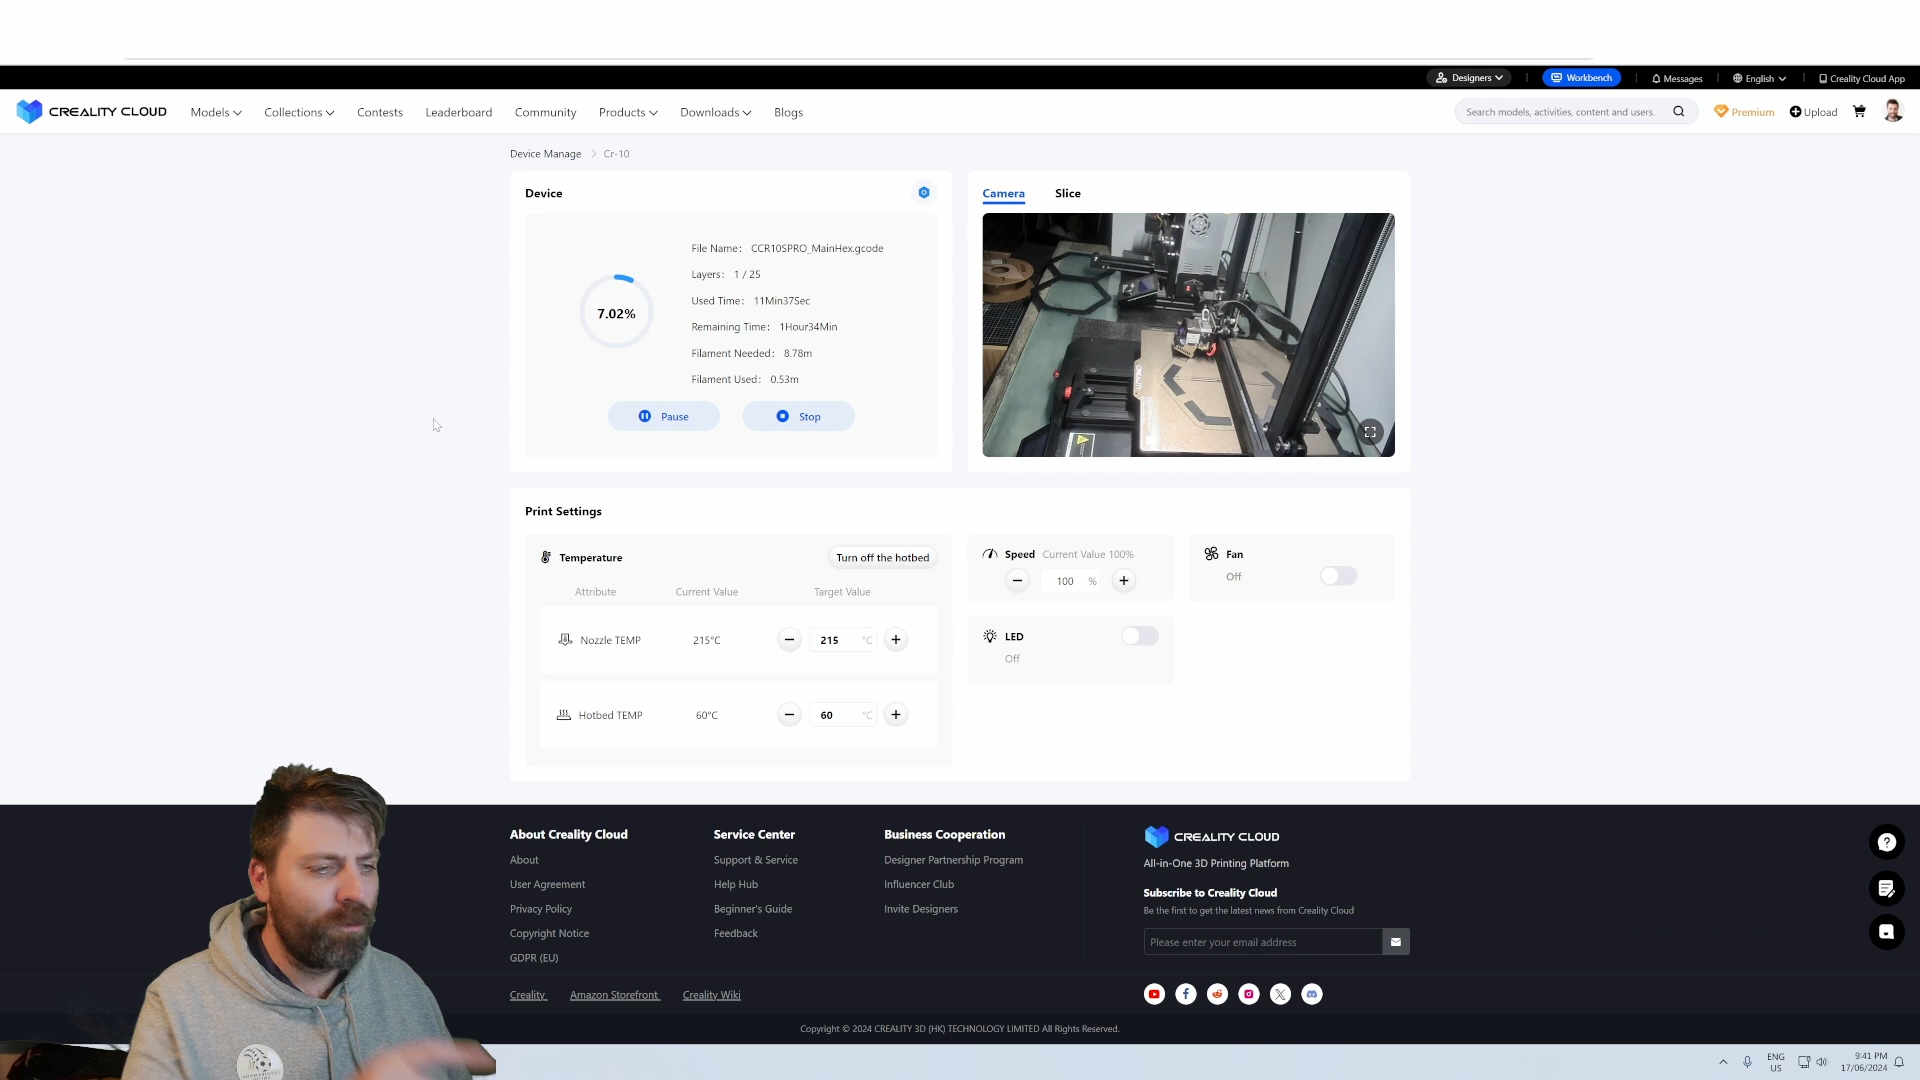 Designers
Workbench
Messages
English
Creality Cloud App
CREALITY CLOUD
Models
Collections
Contests
Leaderboard
Community
Products
Downloads
Blogs
Search models, activities, content and users.
Premium
Upload
Device Manage > Cr-10
Device
7.02%
File Name: CCR10SPRO_MainHex.gcode
Layers: 1 / 25
Used Time: 11Min37Sec
Remaining Time: 1Hour34Min
Filament Needed: 8.78m
Filament Used: 0.53m
Pause
Stop
Camera
Slice
CREALITY
Print Settings
Temperature
Turn off the hotbed
Attribute
Current Value
Target Value
Nozzle TEMP
215°C
215
°C
Hotbed TEMP
60°C
60
°C
Speed
Current Value 100%
100 %
Fan
Off
LED
Off
About Creality Cloud
About
User Agreement
Privacy Policy
Copyright Notice
GDPR (EU)
Service Center
Support & Service
Help Hub
Beginner's Guide
Feedback
Business Cooperation
Designer Partnership Program
Influencer Club
Invite Designers
CREALITY CLOUD
All-in-One 3D Printing Platform
Subscribe to Creality Cloud
Be the first to get the latest news from Creality Cloud
Please enter your email address
Creality
Amazon Storefront
Creality Wiki
Copyright © 2024 CREALITY 3D (HK) TECHNOLOGY LIMITED All Rights Reserved.
ENG
US
9:41 PM
17/06/2024